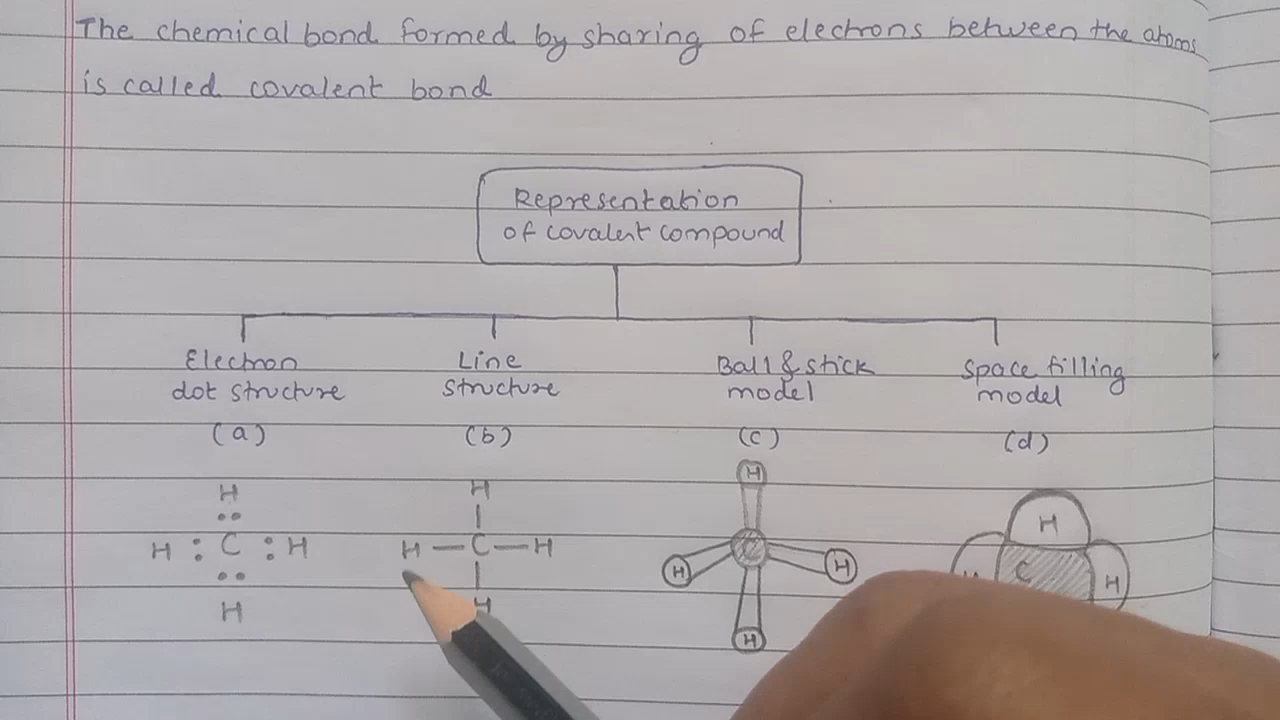 The chemical bond formed by sharing of electrons between the atoms
is called covalent bond
Representation
of covalent compound
Electron
dot structure
(a)
Line
structure
(b)
Ball & stick
model
(c)
Space filling
model
(d)
H
H : C : H
H
H
H — C — H
H
H
C
H
H
H
H
C
H